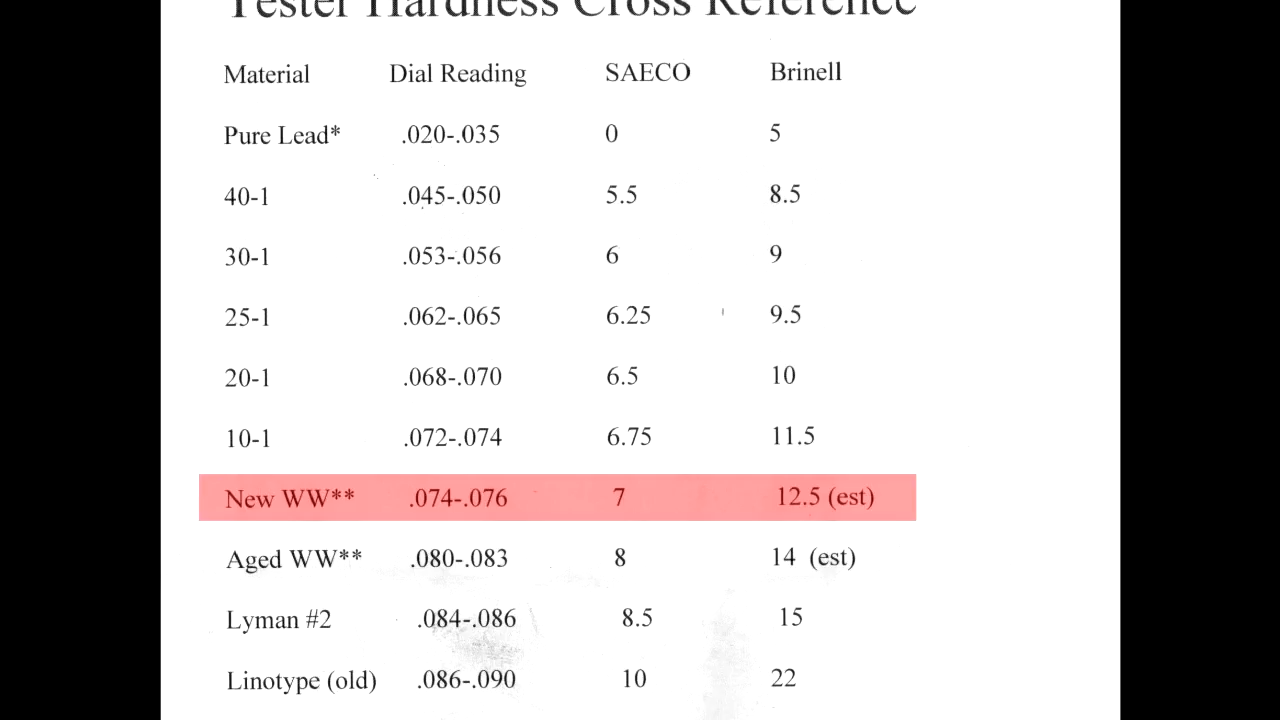 Tester Hardness Cross Reference
Material Dial Reading SAECO Brinell
Pure Lead* .020-.035 0 5
40-1 .045-.050 5.5 8.5
30-1 .053-.056 6 9
25-1 .062-.065 6.25 9.5
20-1 .068-.070 6.5 10
10-1 .072-.074 6.75 11.5
New WW** .074-.076 7 12.5 (est)
Aged WW** .080-.083 8 14 (est)
Lyman #2 .084-.086 8.5 15
Linotype (old) .086-.090 10 22